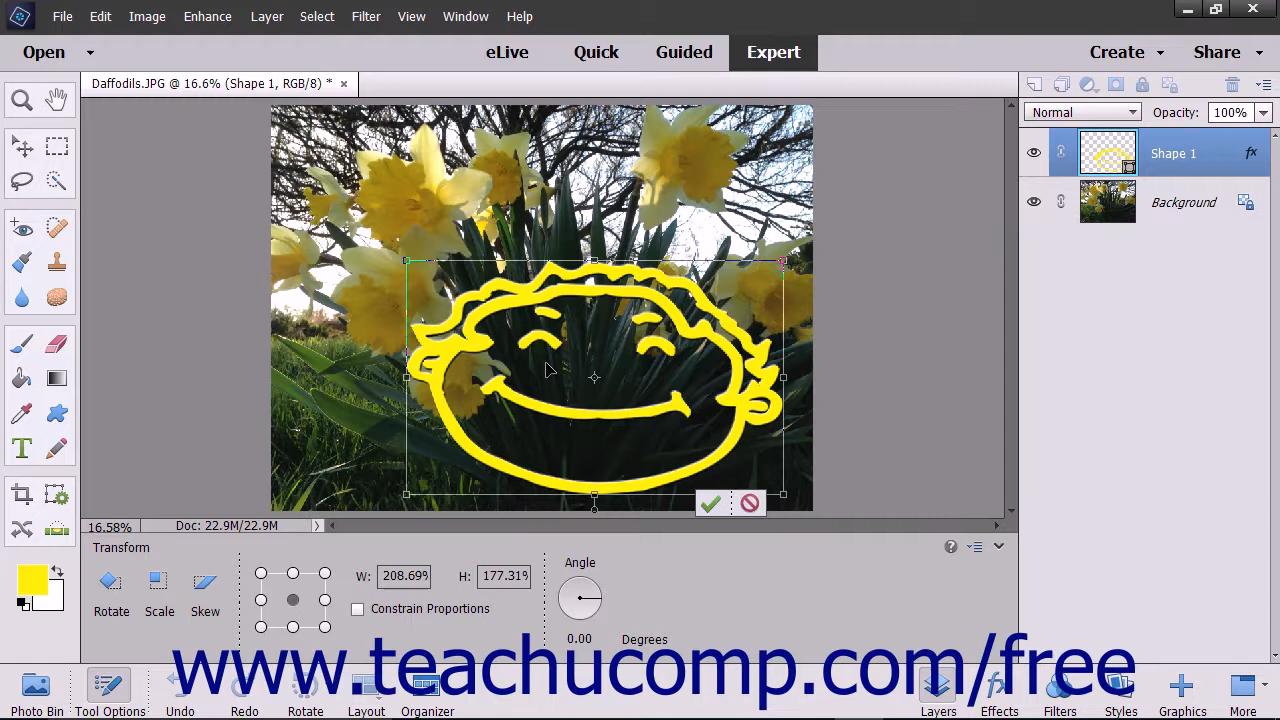 File Edit Image Enhance Layer Select Filter View Window Help
Open eLive Quick Guided Expert Create Share
Daffodils.JPG @ 16.6% (Shape 1, RGB/8) * ×
Normal Opacity: 100%
Shape 1 fx
Background
16.58% Doc: 22.9M/22.9M
Transform
Angle
W: 208.69% H: 177.31%
Rotate Scale Skew
Constrain Proportions
0.00 Degrees
www.teachucomp.com/free
Photo Bin Tool Options Undo Redo Rotate Layout Organizer Layers Effects Filters Styles Graphics More